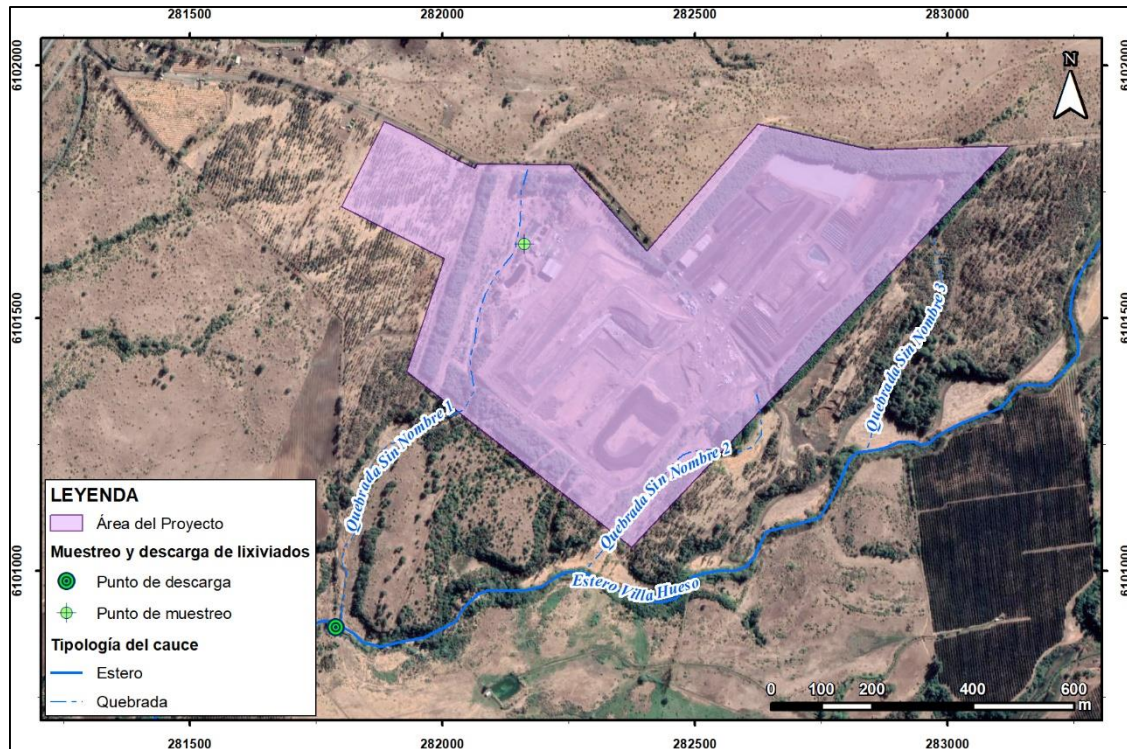 281500
282000
282500
283000
6102000
6102000
N
6101500
6101500
Quebrada Sin Nombre 1
Quebrada Sin Nombre 2
Quebrada Sin Nombre 3
Estero Villa Hueso
6101000
6101000
LEYENDA
Área del Proyecto
Muestreo y descarga de lixiviados
Punto de descarga
Punto de muestreo
Tipología del cauce
Estero
Quebrada
0 100 200 400 600
m
281500
282000
282500
283000